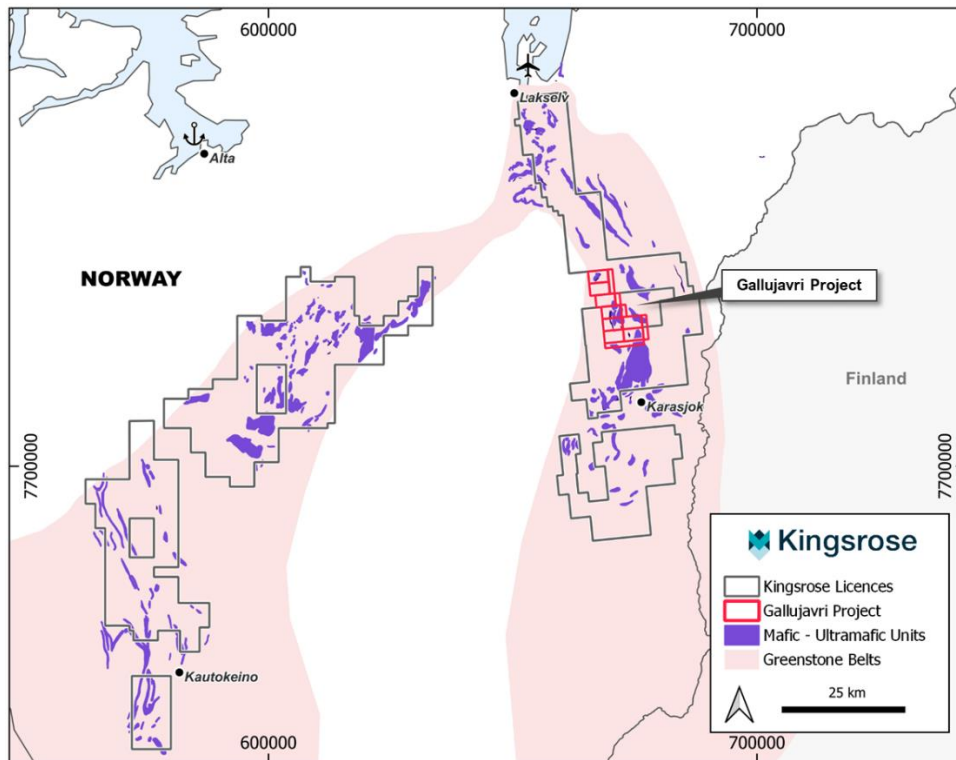 600000
700000
Lakselv
Alta
NORWAY
Gallujavri Project
Finland
Karasjok
7700000
7700000
Kingsrose
Kingsrose Licences
Gallujavri Project
Mafic - Ultramafic Units
Greenstone Belts
25 km
Kautokeino
600000
700000